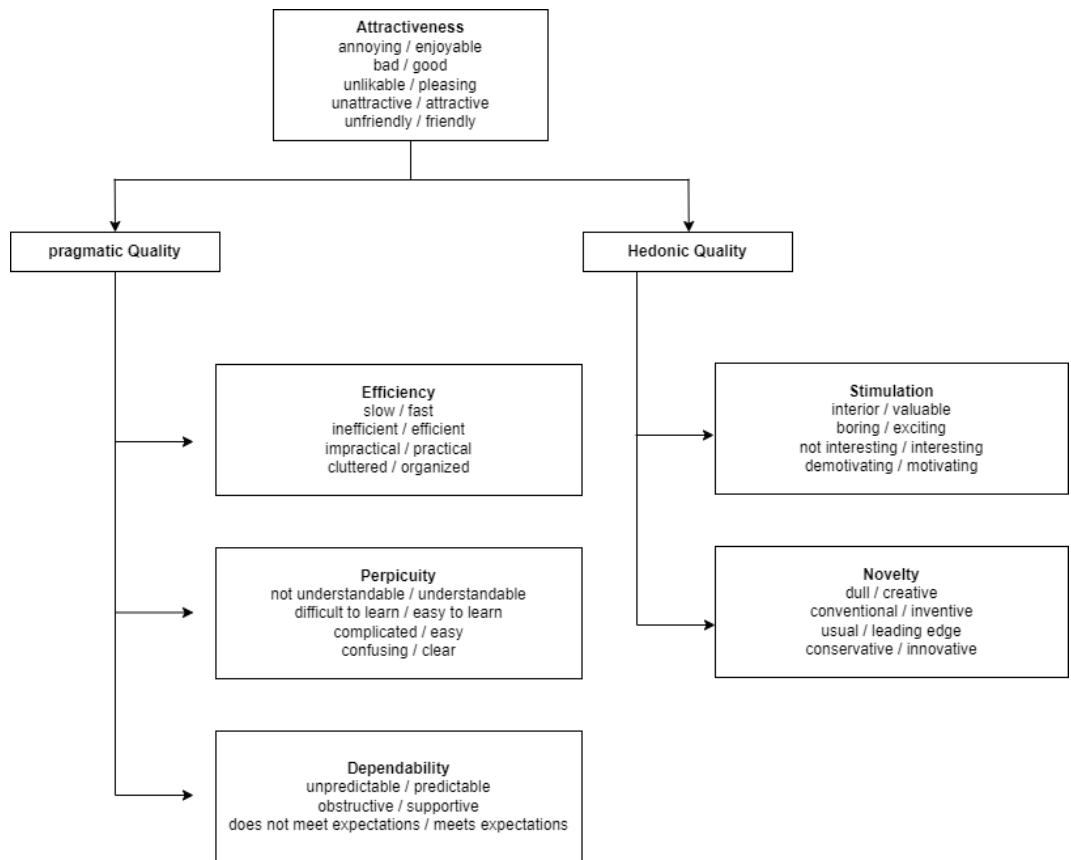 Attractiveness
annoying / enjoyable
bad / good
unlikable / pleasing
unattractive / attractive
unfriendly / friendly
pragmatic Quality
Hedonic Quality
Efficiency
slow / fast
inefficient / efficient
impractical / practical
cluttered / organized
Stimulation
interior / valuable
boring / exciting
not interesting / interesting
demotivating / motivating
Perpicuity
not understandable / understandable
difficult to learn / easy to learn
complicated / easy
confusing / clear
Novelty
dull / creative
conventional / inventive
usual / leading edge
conservative / innovative
Dependability
unpredictable / predictable
obstructive / supportive
does not meet expectations / meets expectations